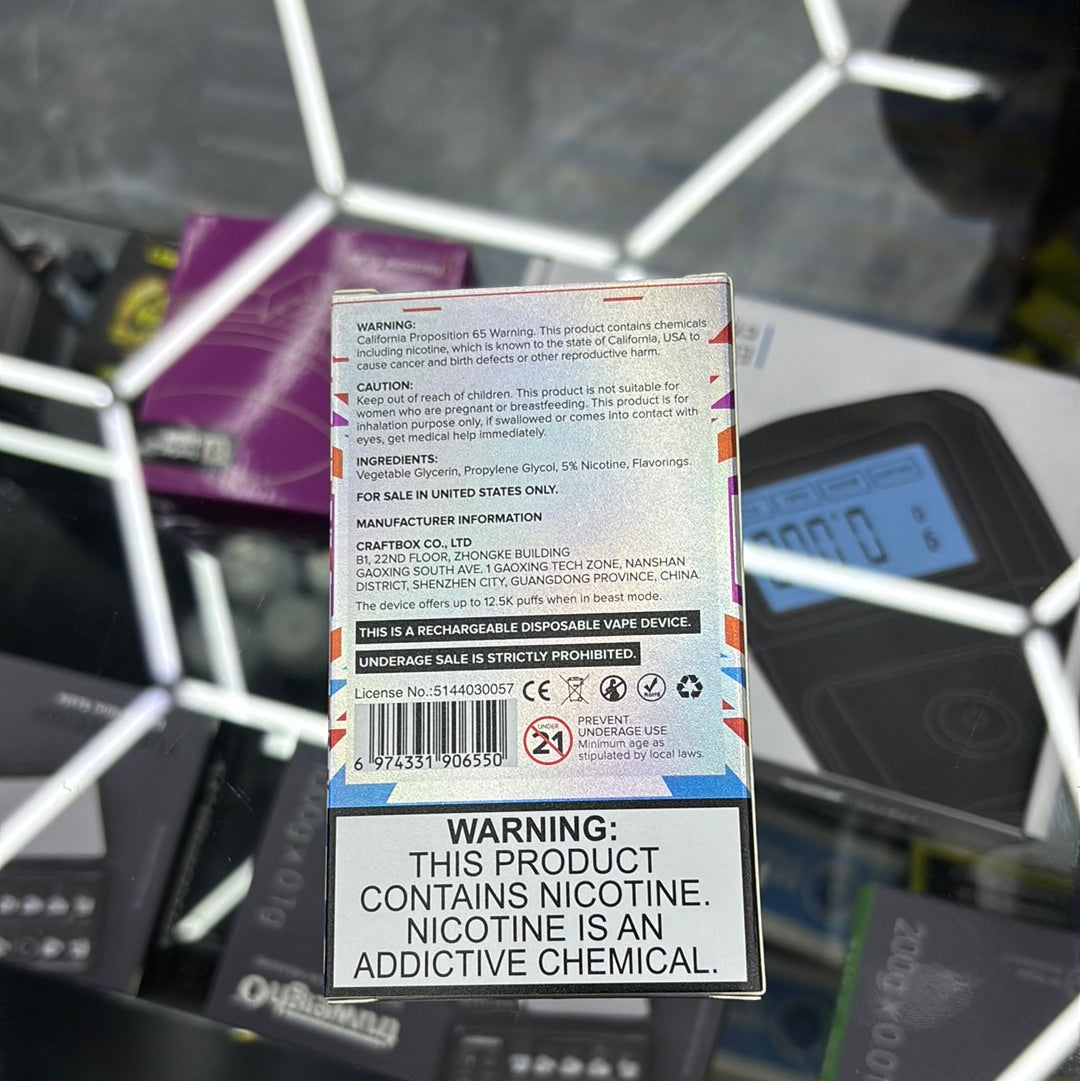 WARNING:
California Proposition 65 Warning. This product contains chemicals
including nicotine, which is known to the state of California, USA to
cause cancer and birth defects or other reproductive harm.
CAUTION:
Keep out of reach of children. This product is not suitable for
women who are pregnant or breastfeeding. This product is for
inhalation purpose only, if swallowed or comes into contact with
eyes, get medical help immediately.
INGREDIENTS:
Vegetable Glycerin, Propylene Glycol, 5% Nicotine, Flavorings.
FOR SALE IN UNITED STATES ONLY.
MANUFACTURER INFORMATION
CRAFTBOX CO., LTD
B1, 22ND FLOOR, ZHONGKE BUILDING
GAOXING SOUTH AVE. 1 GAOXING TECH ZONE, NANSHAN
DISTRICT, SHENZHEN CITY, GUANGDONG PROVINCE, CHINA.
The device offers up to 12.5K puffs when in beast mode.
THIS IS A RECHARGEABLE DISPOSABLE VAPE DEVICE.
UNDERAGE SALE IS STRICTLY PROHIBITED.
License No.:5144030057 CE RoHS
6 974331 906550
UNDER
21
PREVENT
UNDERAGE USE
Minimum age as
stipulated by local laws.
WARNING:
THIS PRODUCT
CONTAINS NICOTINE.
NICOTINE IS AN
ADDICTIVE CHEMICAL.
Truweigh
200g x 0.01